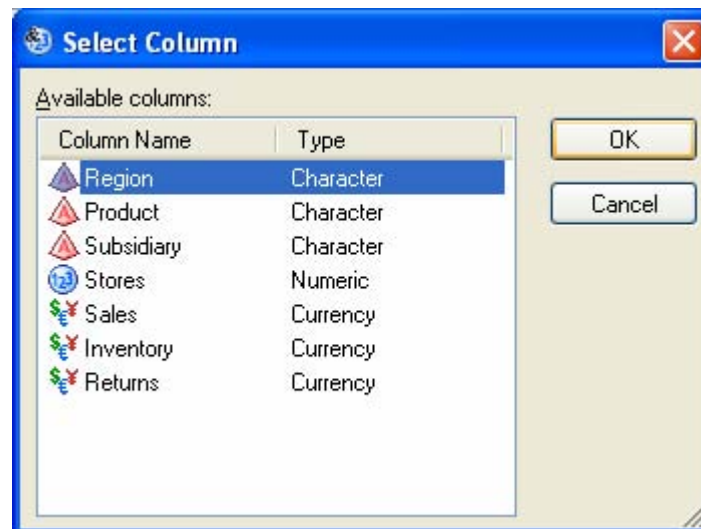 Select Column
Available columns:
Column Name Type
Region Character
Product Character
Subsidiary Character
Stores Numeric
Sales Currency
Inventory Currency
Returns Currency
OK
Cancel